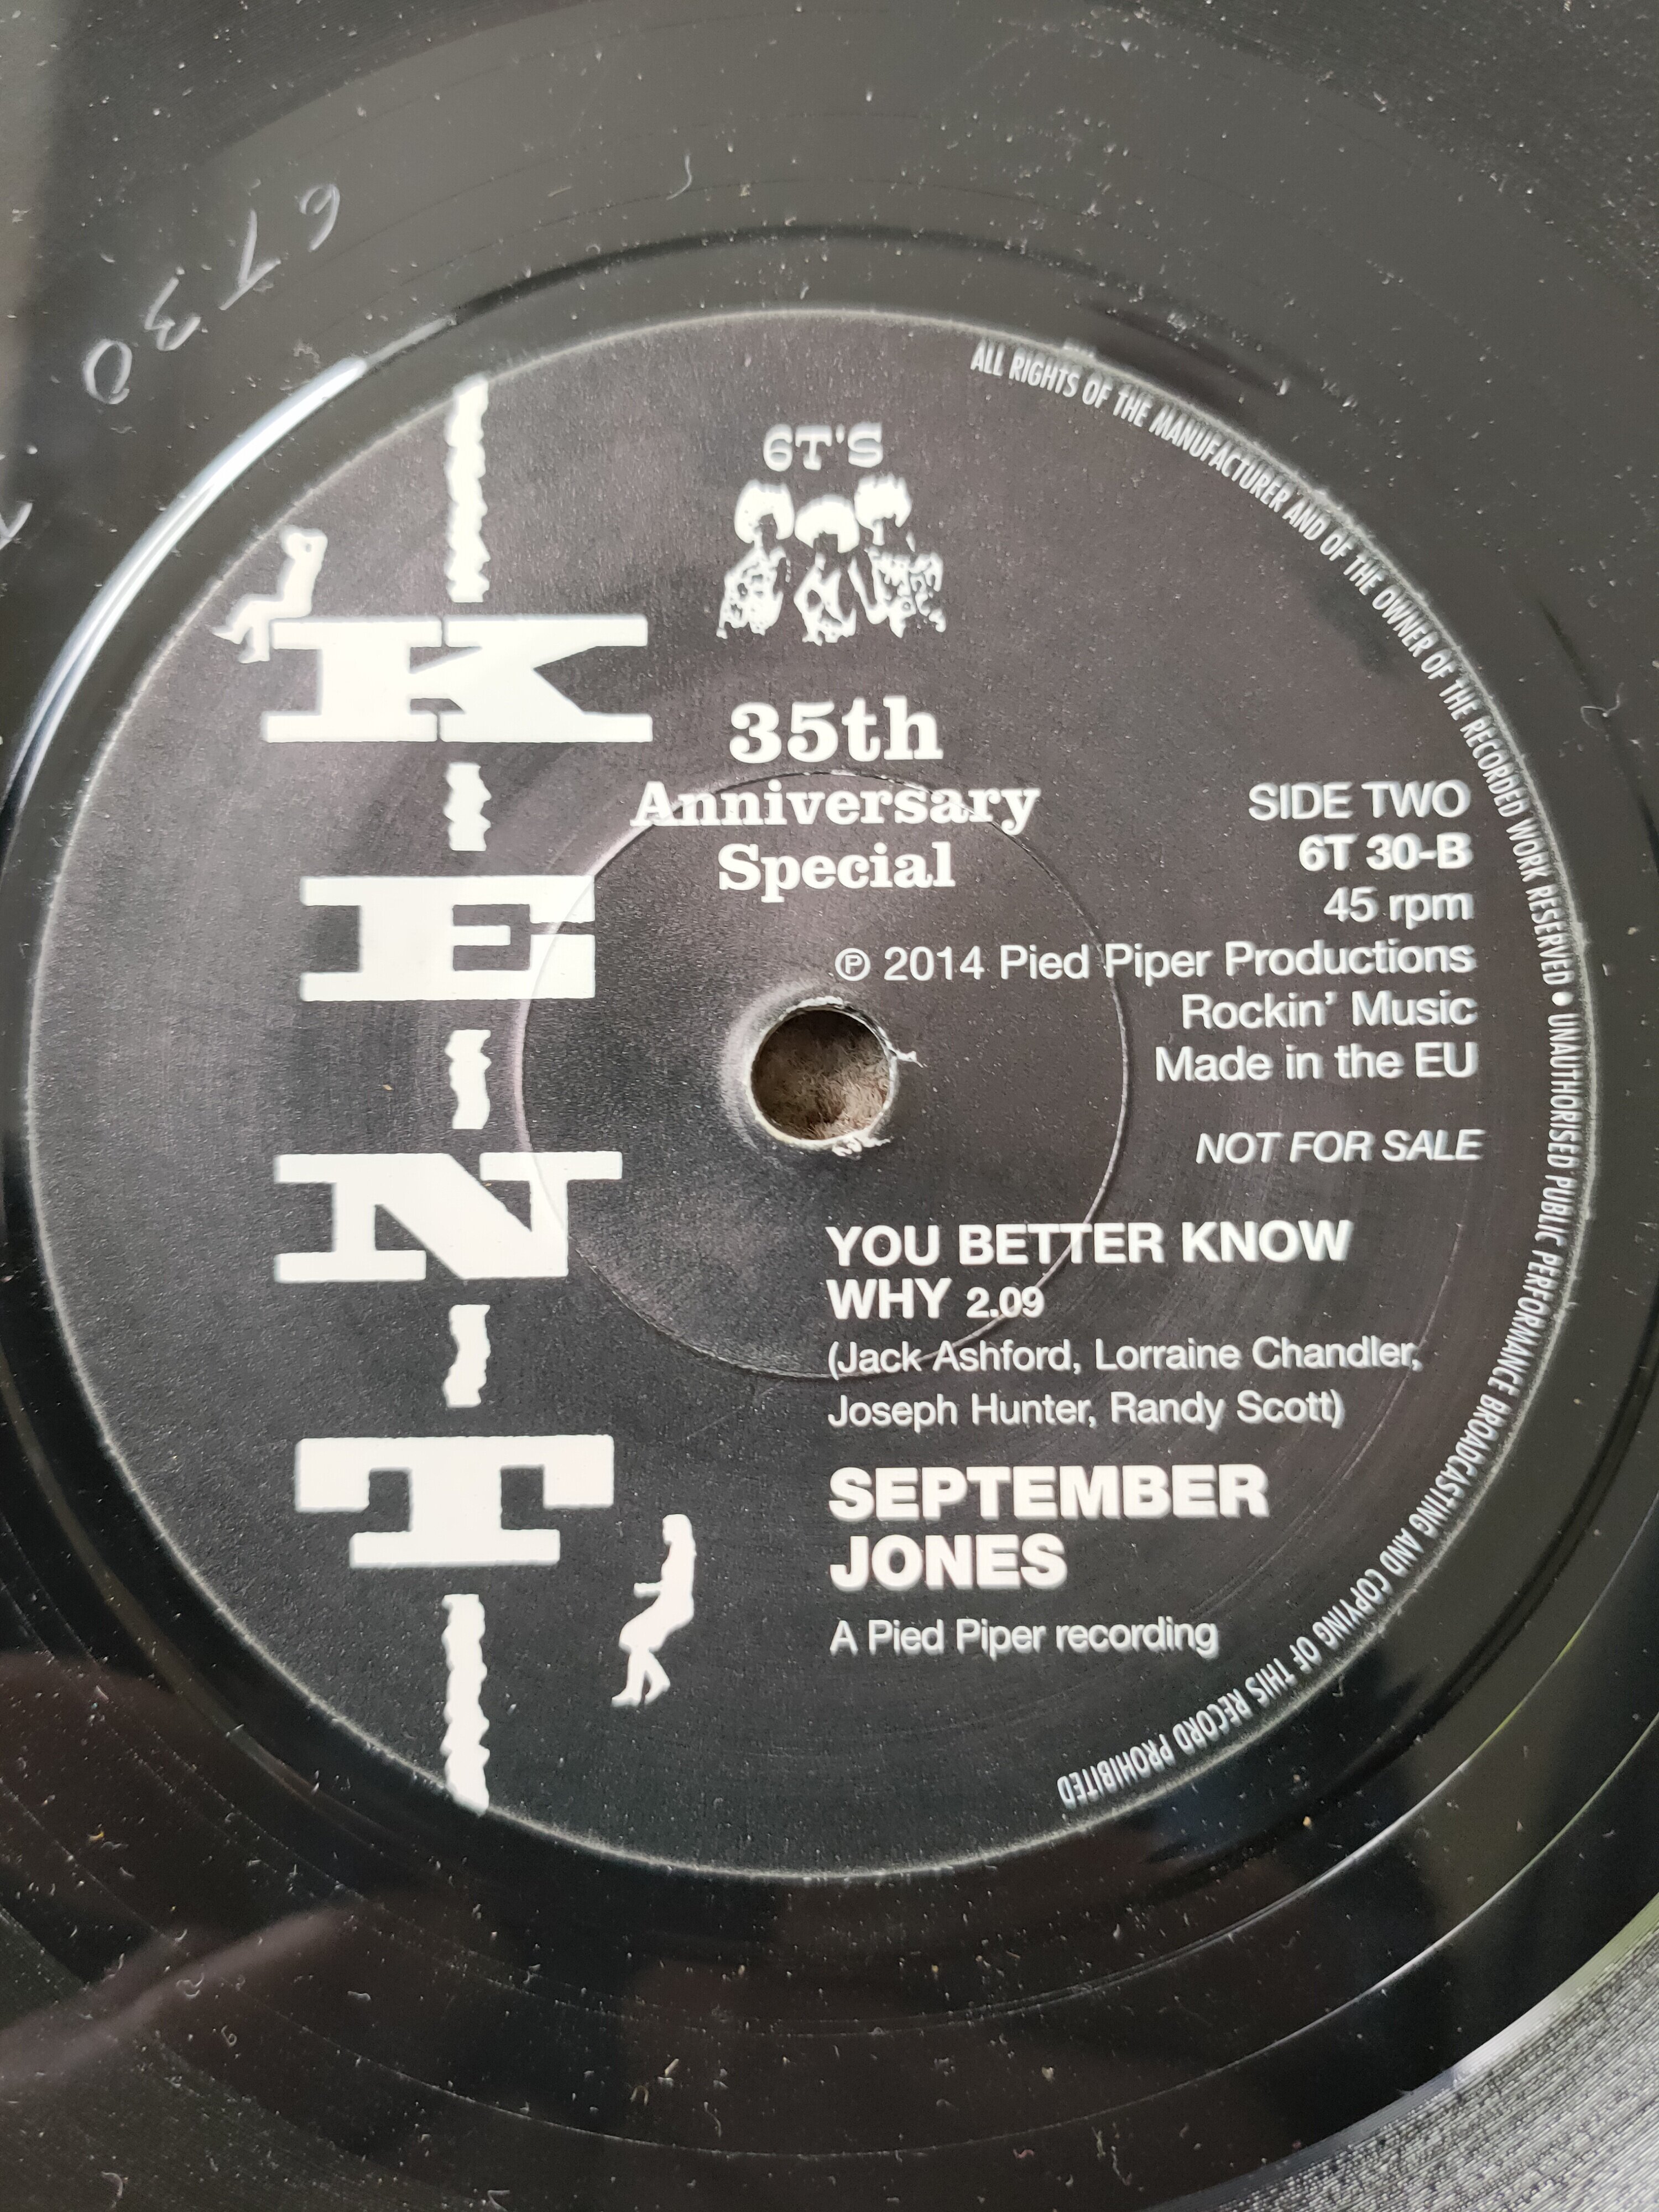 6T 30
6T'S
KENT
35th
Anniversary
Special
SIDE TWO
6T 30-B
45 rpm
℗ 2014 Pied Piper Productions
Rockin' Music
Made in the EU
NOT FOR SALE
YOU BETTER KNOW
WHY 2.09
(Jack Ashford, Lorraine Chandler,
Joseph Hunter, Randy Scott)
SEPTEMBER
JONES
A Pied Piper recording
ALL RIGHTS OF THE MANUFACTURER AND OF THE OWNER OF THE RECORDED WORK RESERVED • UNAUTHORISED PUBLIC PERFORMANCE BROADCASTING AND COPYING OF THIS RECORD PROHIBITED